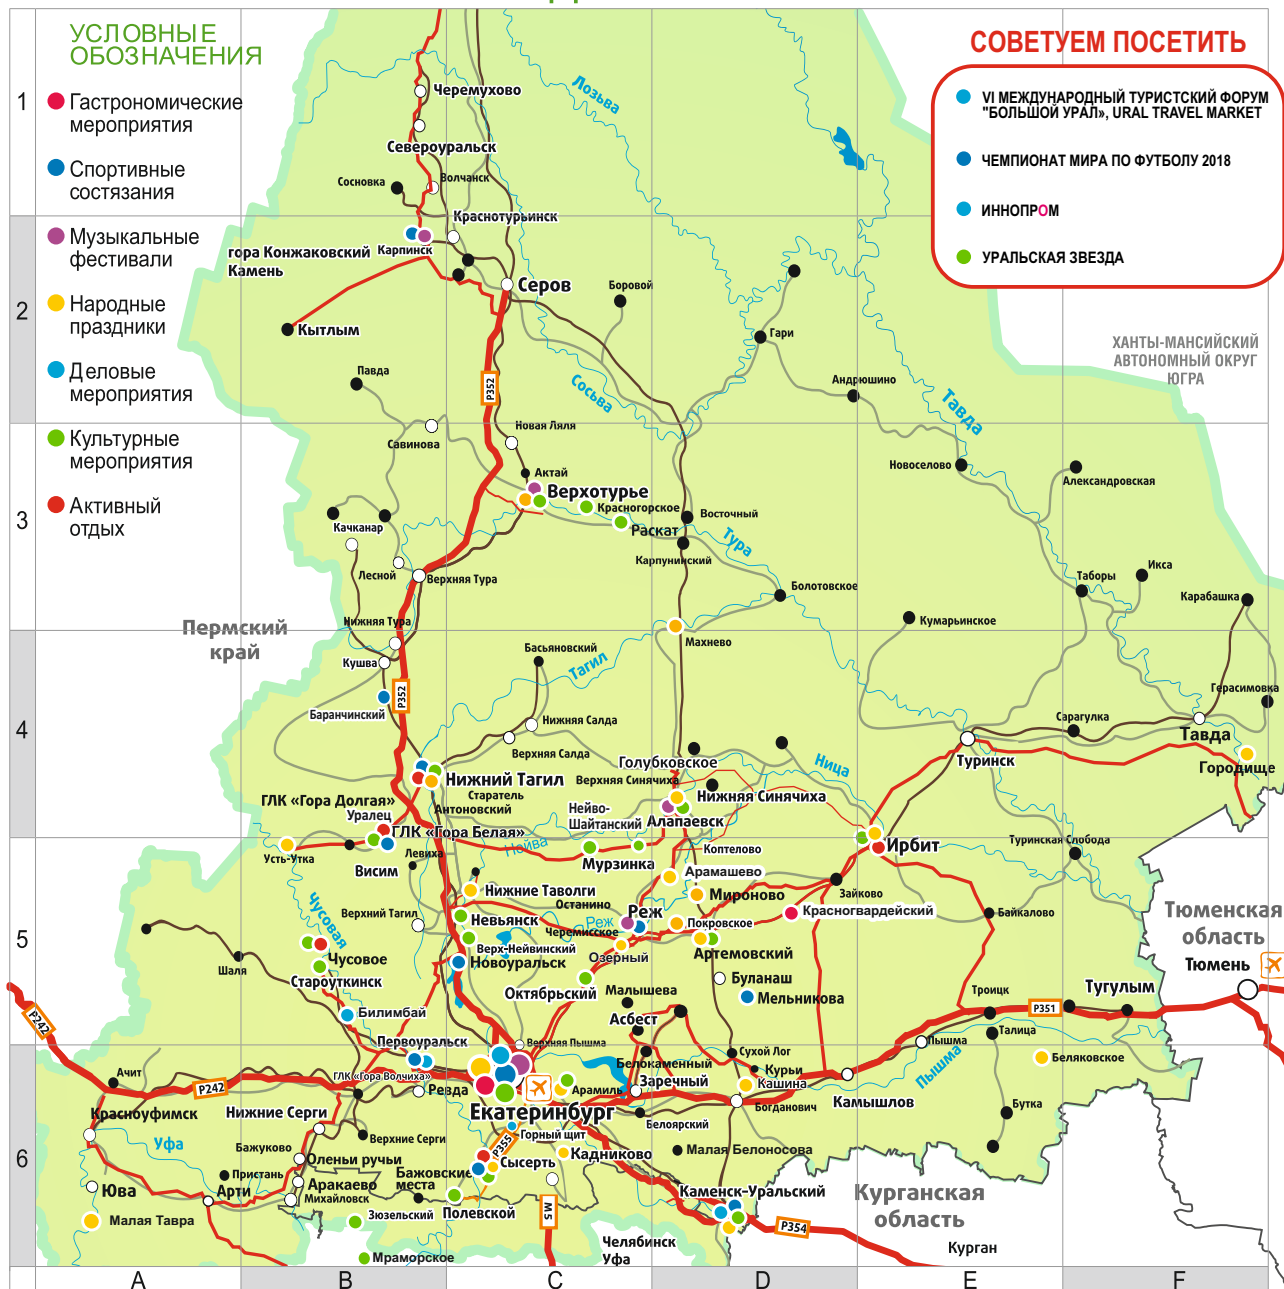 УСЛОВНЫЕ
ОБОЗНАЧЕНИЯ
Гастрономические
мероприятия
Спортивные
состязания
Музыкальные
фестивали
Народные
праздники
Деловые
мероприятия
Культурные
мероприятия
Активный
отдых
СОВЕТУЕМ ПОСЕТИТЬ
VI МЕЖДУНАРОДНЫЙ ТУРИСТСКИЙ ФОРУМ
"БОЛЬШОЙ УРАЛ», URAL TRAVEL MARKET
ЧЕМПИОНАТ МИРА ПО ФУТБОЛУ 2018
ИННОПРОМ
УРАЛЬСКАЯ ЗВЕЗДА
1
Черемухово
Лозьва
Североуральск
Сосновка
Волчанск
2
Краснотурьинск
гора Конжаковский
Камень
Карпинск
Серов
Боровой
Кытлым
Гари
ХАНТЫ-МАНСИЙСКИЙ
АВТОНОМНЫЙ ОКРУГ
ЮГРА
Павда
Р352
Сосьва
Андрюшино
Тавда
3
Савинова
Новая Ляля
Актай
Верхотурье
Красногорское
Раскат
Восточный
Новоселово
Александровская
Качканар
Тура
Карпунинский
Лесной
Верхняя Тура
Болотовское
Таборы
Икса
Карабашка
Кумарьинское
Пермский
край
4
Нижняя Тура
Кушва
Басьяновский
Тагил
Махнево
Р352
Баранчинский
Нижняя Салда
Верхняя Салда
Герасимовка
Сарагулка
Тавда
Туринск
Городище
Голубковское
Ница
Верхняя Синячиха
Нижний Тагил
Старатель
Антоновский
Нижняя Синячиха
ГЛК «Гора Долгая»
Уралец
ГЛК «Гора Белая»
Нейво-
Шайтанский
Алапаевск
5
Усть-Утка
Висим
Левиха
Нейва
Мурзинка
Коптелово
Ирбит
Туринская Слобода
Арамашево
Нижние Таволги
Останино
Мироново
Зайково
Чусовая
Верхний Тагил
Невьянск
Реж
Реж
Черемисское
Покровское
Красногвардейский
Байкалово
Тюменская
область
Тюмень
Шаля
Чусовое
Староуткинск
Верх-Нейвинский
Новоуральск
Озерный
Артемовский
Октябрьский
Буланаш
Малышева
Мельникова
Асбест
Троицк
Р351
Тугулым
Талица
Р242
Билимбай
6
Первоуральск
Верхняя Пышма
Белокаменный
Сухой Лог
Пышма
Пышма
Беляковское
Ачит
Р242
ГЛК «Гора Волчиха»
Ревда
Арамиль
Заречный
Курьи
Кашина
Красноуфимск
Нижние Серги
Екатеринбург
Богданович
Камышлов
Белоярский
Бутка
Уфа
Бажуково
Верхние Серги
Горный щит
Р355
Оленьи ручьи
Сысерть
Кадниково
Малая Белоносова
Пристань
Юва
Арти
Аракаево
Михайловск
Бажовские
места
Каменск-Уральский
Курганская
область
Малая Тавра
Зюзельский
Полевской
М5
Р354
Мраморское
Челябинск
Уфа
Курган
A
B
C
D
E
F